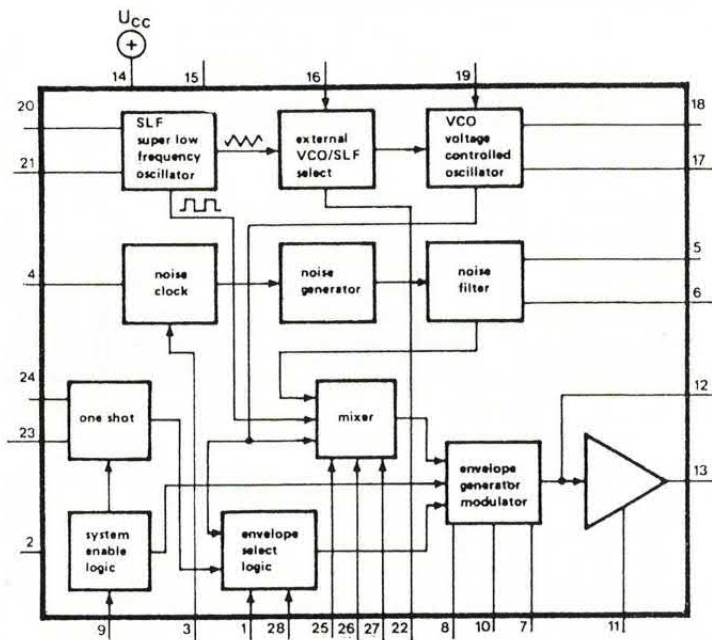 UCC
+
14
15
16
19
20
21
18
17
SLF
super low
frequency
oscillator
external
VCO/SLF
select
VCO
voltage
controlled
oscillator
4
noise
clock
noise
generator
noise
filter
5
6
24
23
one shot
mixer
12
13
envelope
generator
modulator
2
system
enable
logic
envelope
select
logic
9
3
1
28
25
26
27
22
8
10
7
11